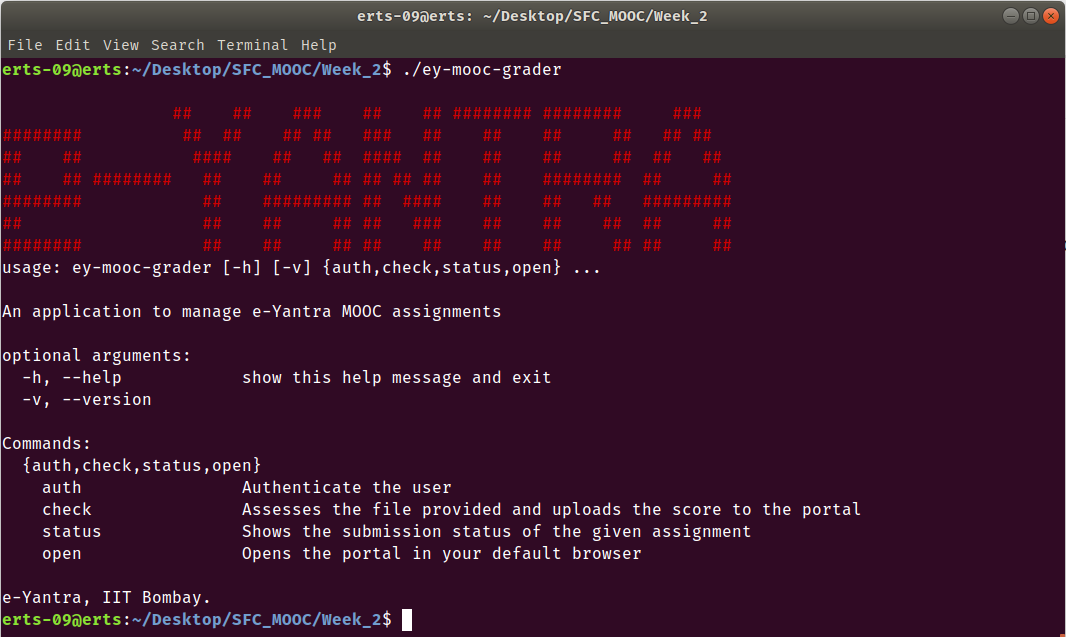 erts-09@erts: ~/Desktop/SFC_MOOC/Week_2
File Edit View Search Terminal Help
erts-09@erts:~/Desktop/SFC_MOOC/Week_2$ ./ey-mooc-grader
                 ##    ##    ###    ##    ## ######## ########     ###
########          ##  ##    ## ##   ###   ##    ##    ##     ##   ## ##
##    ##           ####    ##   ##  ####  ##    ##    ##     ##  ##   ##
##    ## ########   ##    ##     ## ## ## ##    ##    ########  ##     ##
########            ##    ######### ##  ####    ##    ##   ##   #########
##                  ##    ##     ## ##   ###    ##    ##    ##  ##     ##
########            ##    ##     ## ##    ##    ##    ##     ## ##     ##
usage: ey-mooc-grader [-h] [-v] {auth,check,status,open} ...
An application to manage e-Yantra MOOC assignments
optional arguments:
  -h, --help            show this help message and exit
  -v, --version
Commands:
  {auth,check,status,open}
    auth                Authenticate the user
    check               Assesses the file provided and uploads the score to the portal
    status              Shows the submission status of the given assignment
    open                Opens the portal in your default browser
e-Yantra, IIT Bombay.
erts-09@erts:~/Desktop/SFC_MOOC/Week_2$